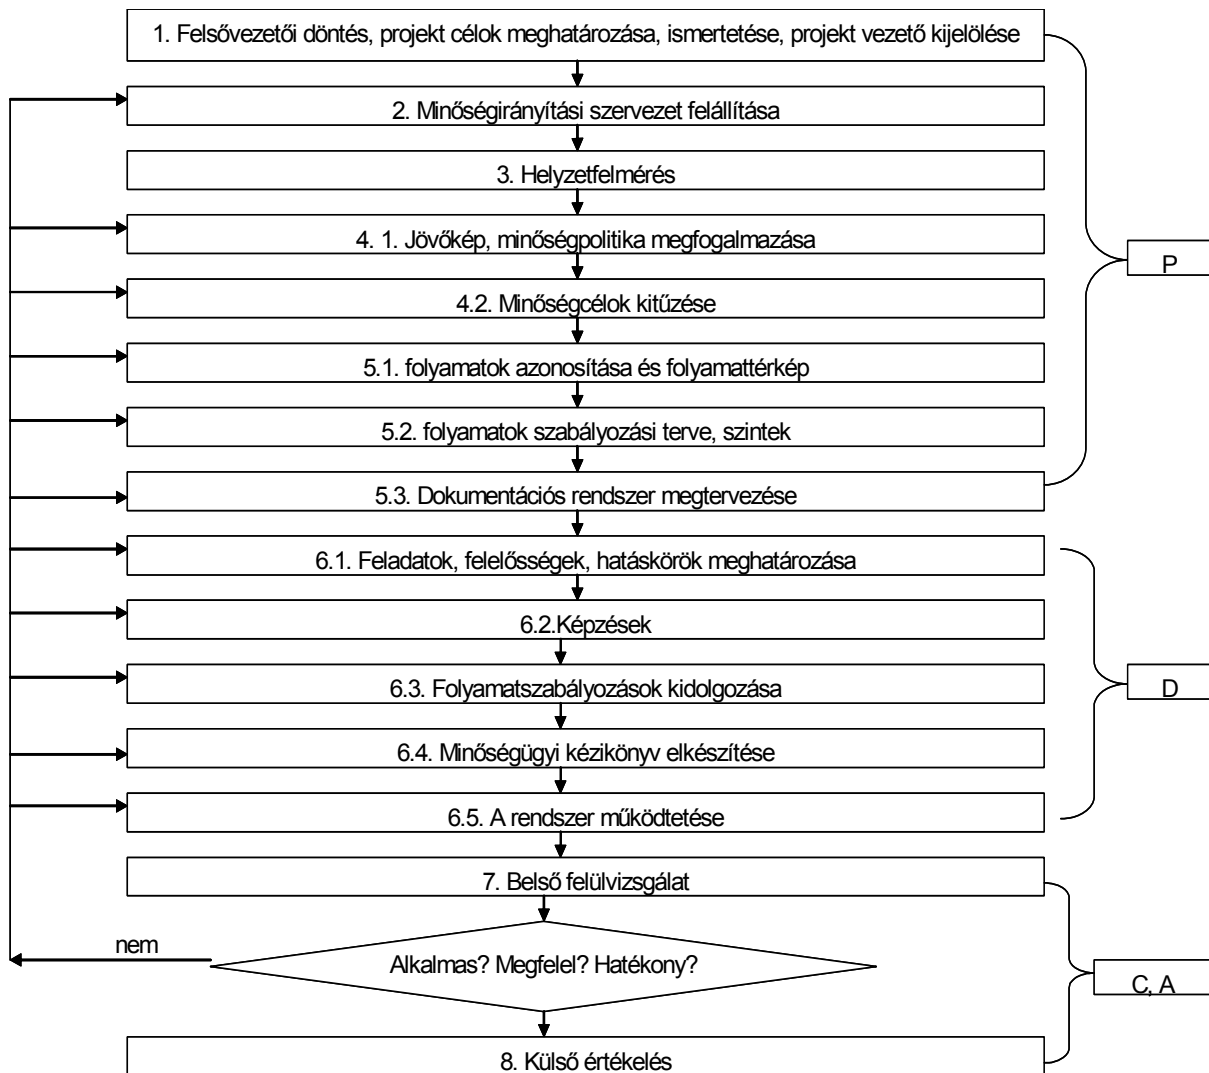 1. Felsővezetői döntés, projekt célok meghatározása, ismertetése, projekt vezető kijelölése
2. Minőségirányítási szervezet felállítása
3. Helyzetfelmérés
4. 1. Jövőkép, minőségpolitika megfogalmazása
P
4.2. Minőségcélok kitűzése
5.1. folyamatok azonosítása és folyamattérkép
5.2. folyamatok szabályozási terve, szintek
5.3. Dokumentációs rendszer megtervezése
6.1. Feladatok, felelősségek, hatáskörök meghatározása
6.2.Képzések
6.3. Folyamatszabályozások kidolgozása
D
6.4. Minőségügyi kézikönyv elkészítése
6.5. A rendszer működtetése
7. Belső felülvizsgálat
nem
Alkalmas? Megfelel? Hatékony?
C, A
8. Külső értékelés